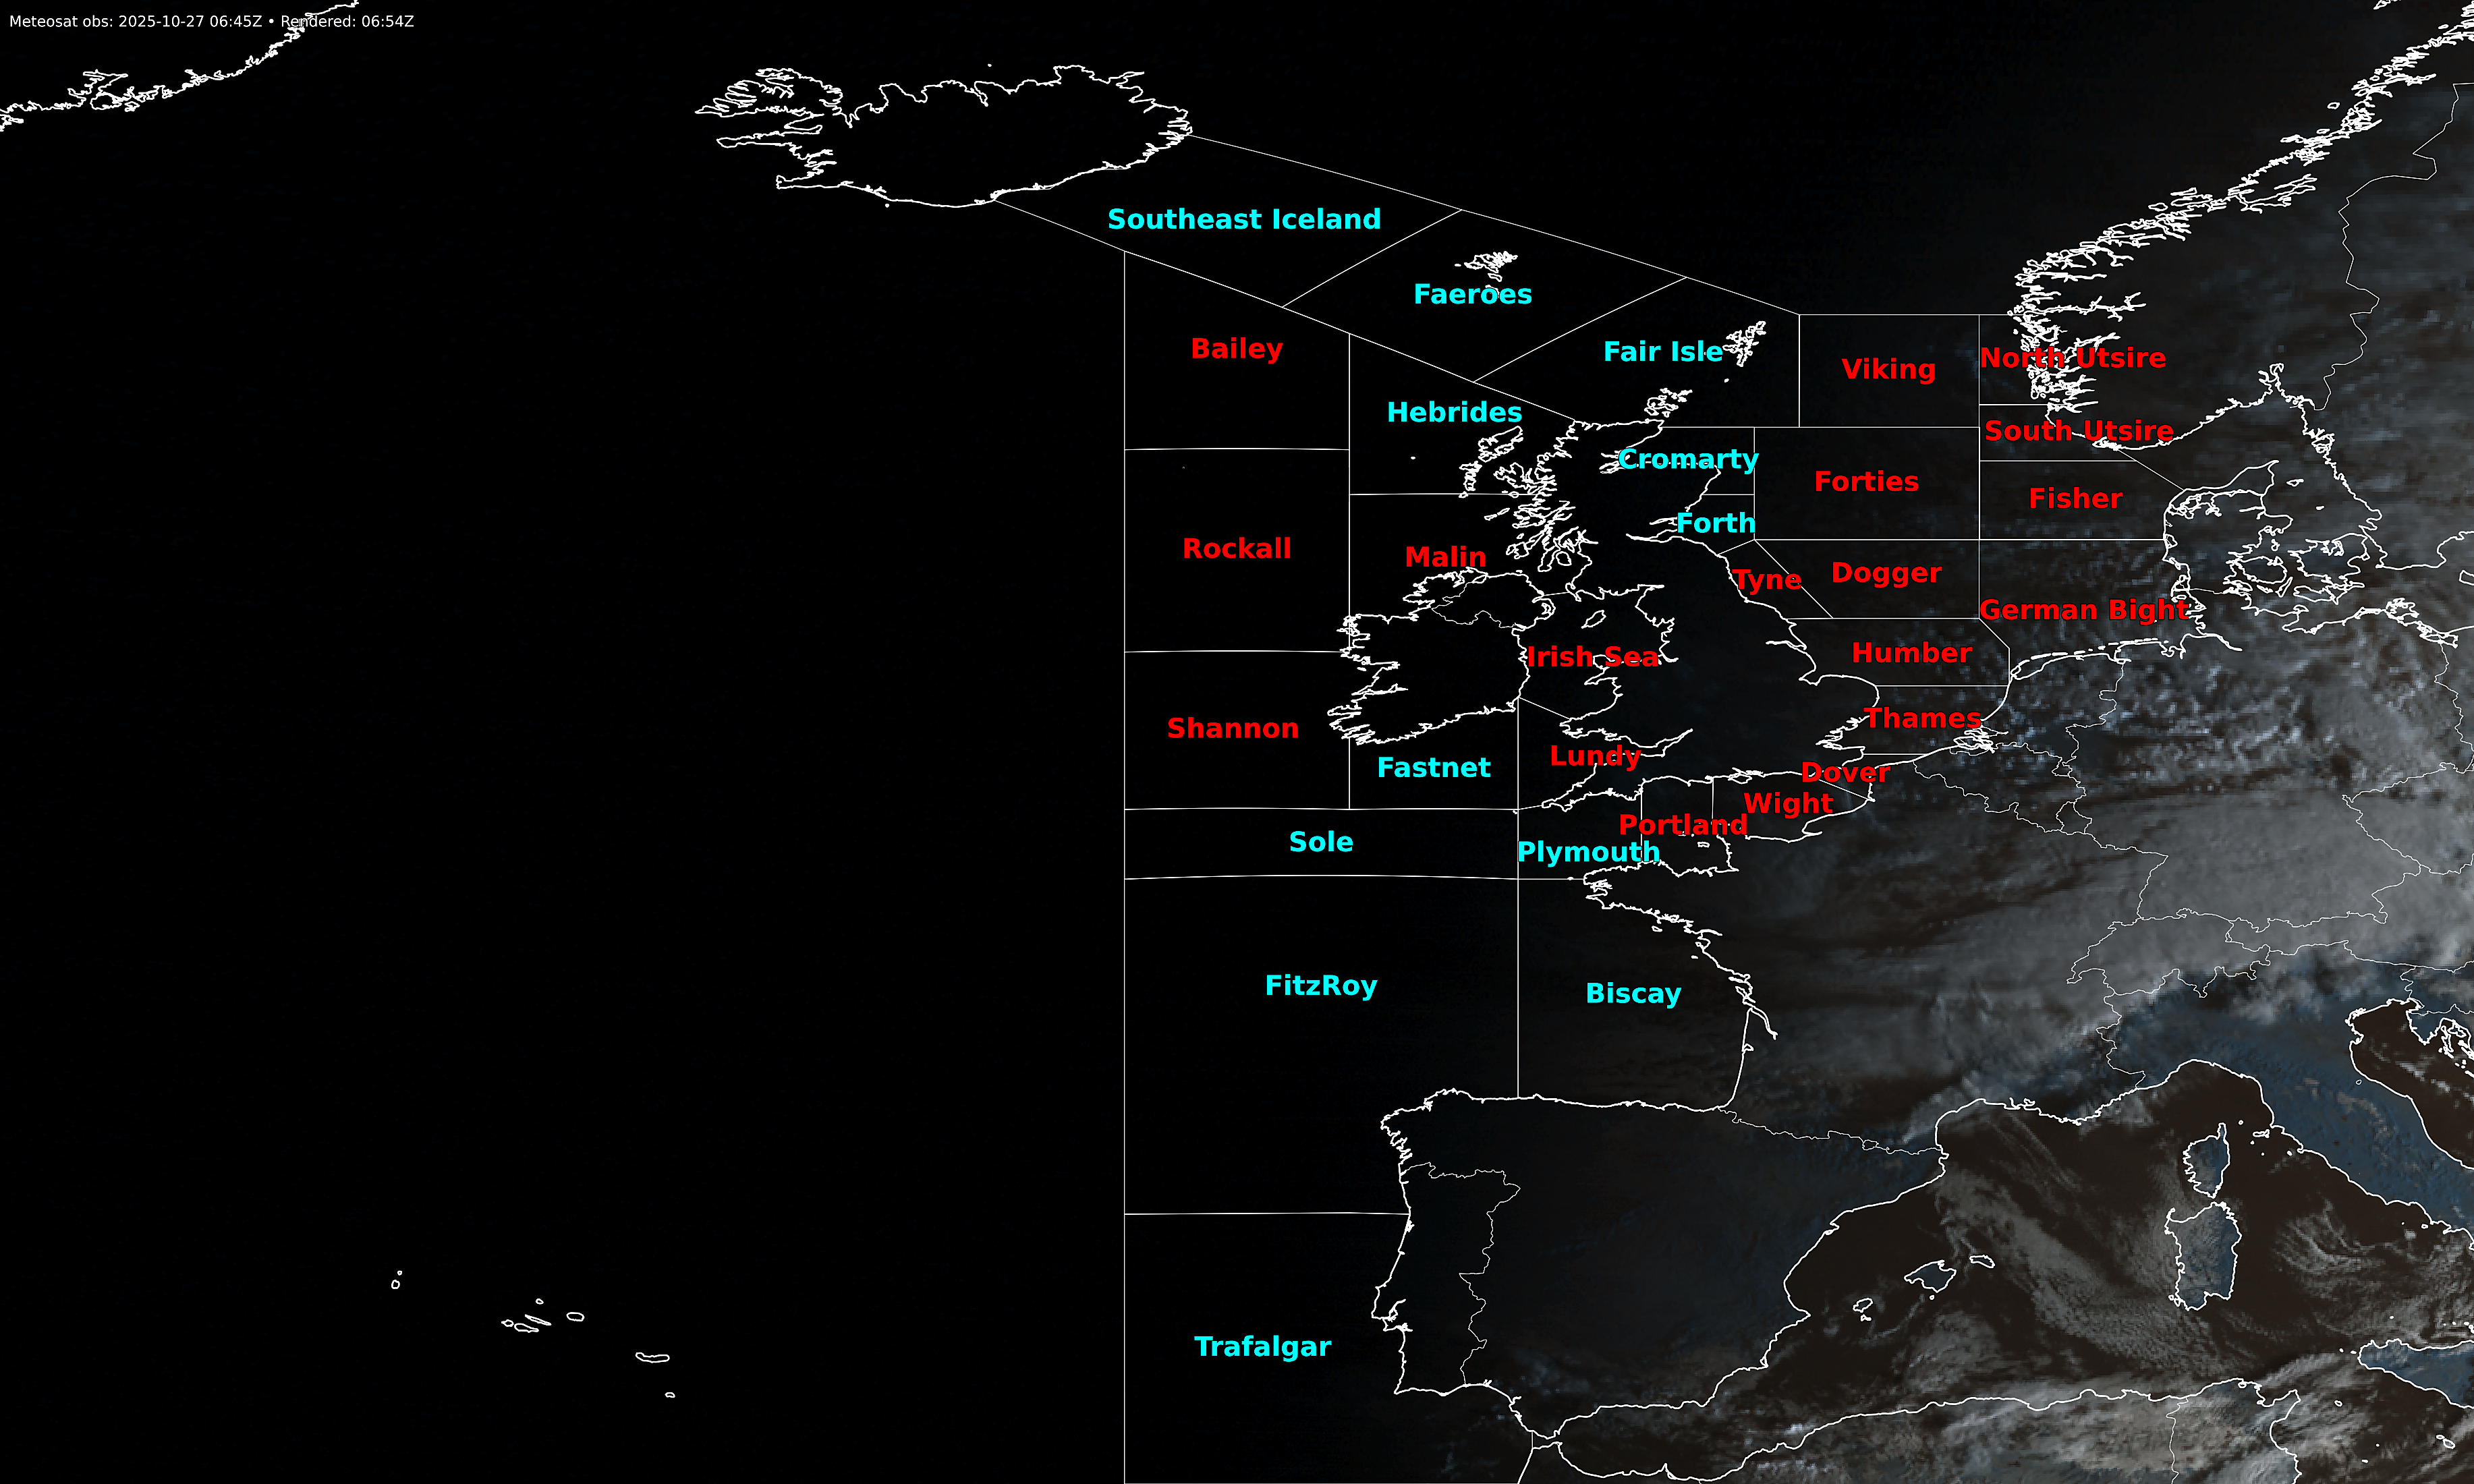 Meteosat obs: 2025-10-27 06:45Z • Rendered: 06:54Z
Southeast Iceland
Faeroes
Bailey
Fair Isle
Viking
North Utsire
Hebrides
South Utsire
Cromarty
Forties
Fisher
Forth
Rockall
Malin
Tyne
Dogger
German Bight
Irish Sea
Humber
Shannon
Thames
Fastnet
Lundy
Dover
Wight
Portland
Sole
Plymouth
FitzRoy
Biscay
Trafalgar